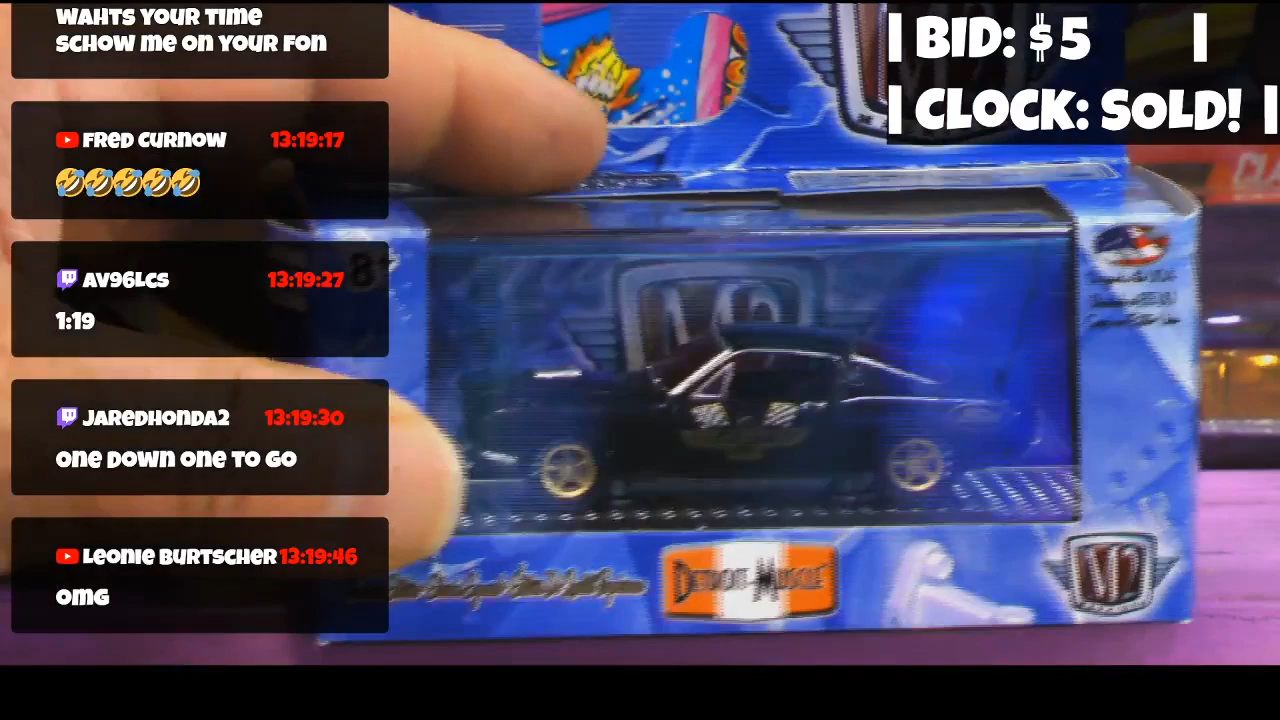 WAHTS YOUR TIME
SCHOW ME ON YOUR FON
FRED CURNOW 13:19:17
🤣🤣🤣🤣🤣
AV96LCS 13:19:27
1:19
JAREDHONDA2 13:19:30
ONE DOWN ONE TO GO
LEONIE BURTSCHER 13:19:46
OMG
| BID: $5 |
| CLOCK: SOLD! |
8+
M2
DETROIT-MUSCLE
M2